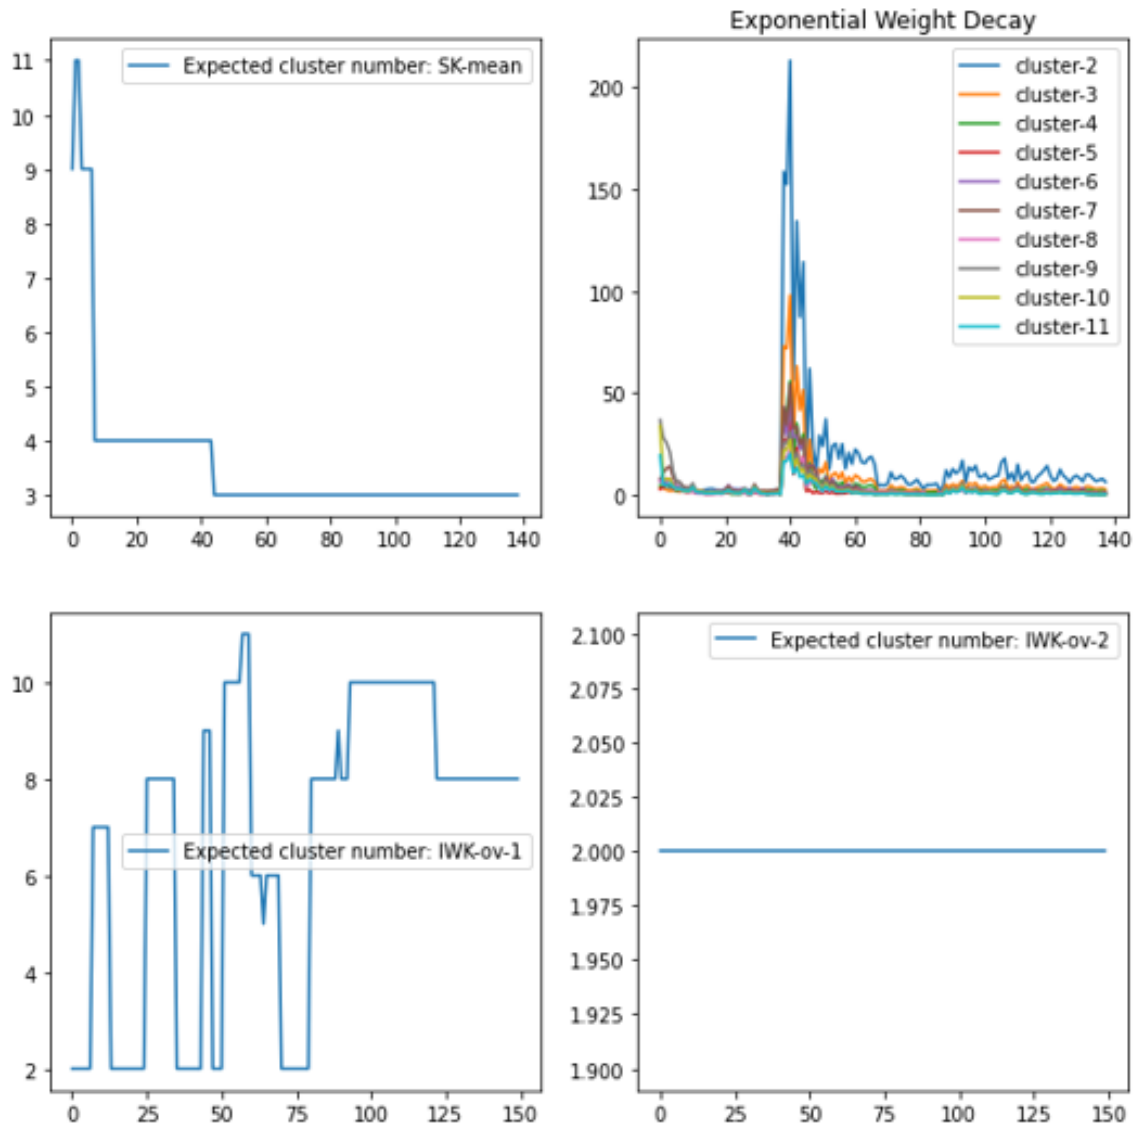 Exponential Weight Decay
11
10
9
8
7
6
5
4
3
0 20 40 60 80 100 120 140
Expected cluster number: SK-mean
200
150
100
50
0
0 20 40 60 80 100 120 140
cluster-2
cluster-3
cluster-4
cluster-5
cluster-6
cluster-7
cluster-8
cluster-9
cluster-10
cluster-11
10
8
6
4
2
0 25 50 75 100 125 150
Expected cluster number: IWK-ov-1
2.100
2.075
2.050
2.025
2.000
1.975
1.950
1.925
1.900
0 25 50 75 100 125 150
Expected cluster number: IWK-ov-2